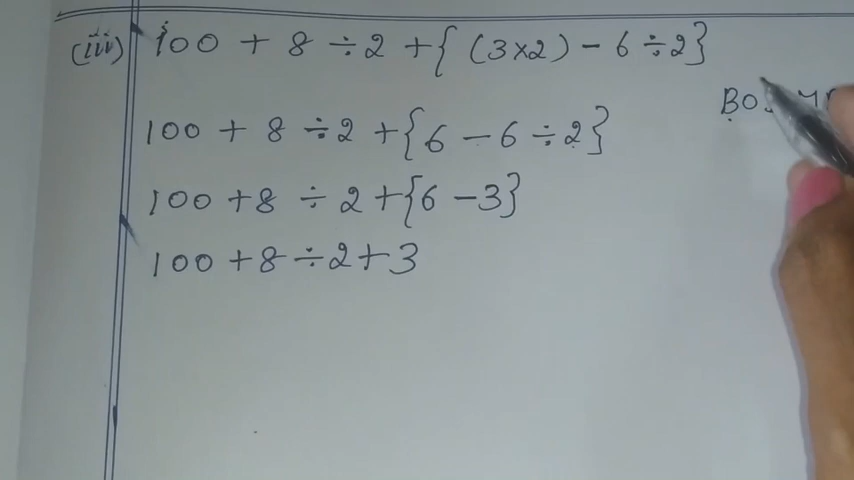 (iii) 100 + 8 ÷ 2 + { (3×2) - 6 ÷ 2 }
100 + 8 ÷ 2 + { 6 - 6 ÷ 2 }
100 + 8 ÷ 2 + { 6 - 3 }
100 + 8 ÷ 2 + 3